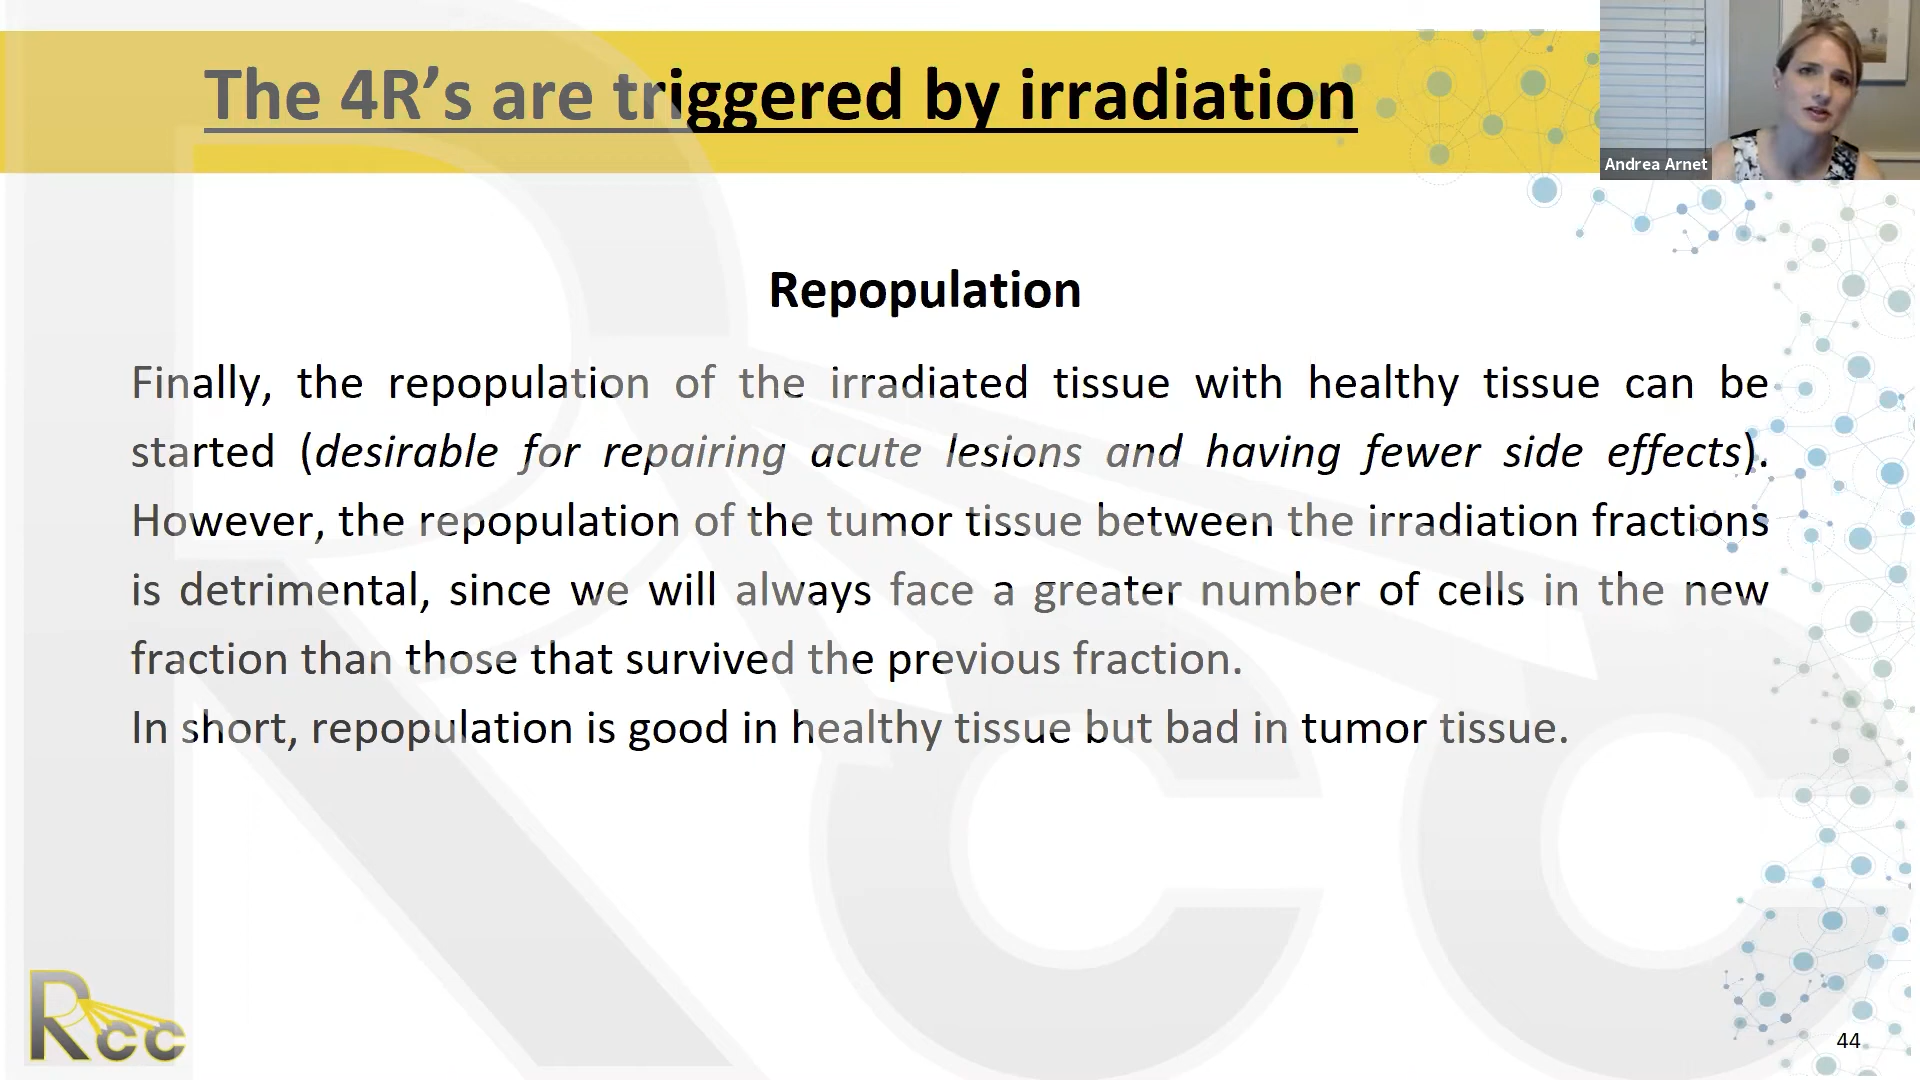 The 4R’s are triggered by irradiation
Andrea Arnet
Repopulation
Finally, the repopulation of the irradiated tissue with healthy tissue can be
started (desirable for repairing acute lesions and having fewer side effects).
However, the repopulation of the tumor tissue between the irradiation fractions
is detrimental, since we will always face a greater number of cells in the new
fraction than those that survived the previous fraction.
In short, repopulation is good in healthy tissue but bad in tumor tissue.
Rcc
44